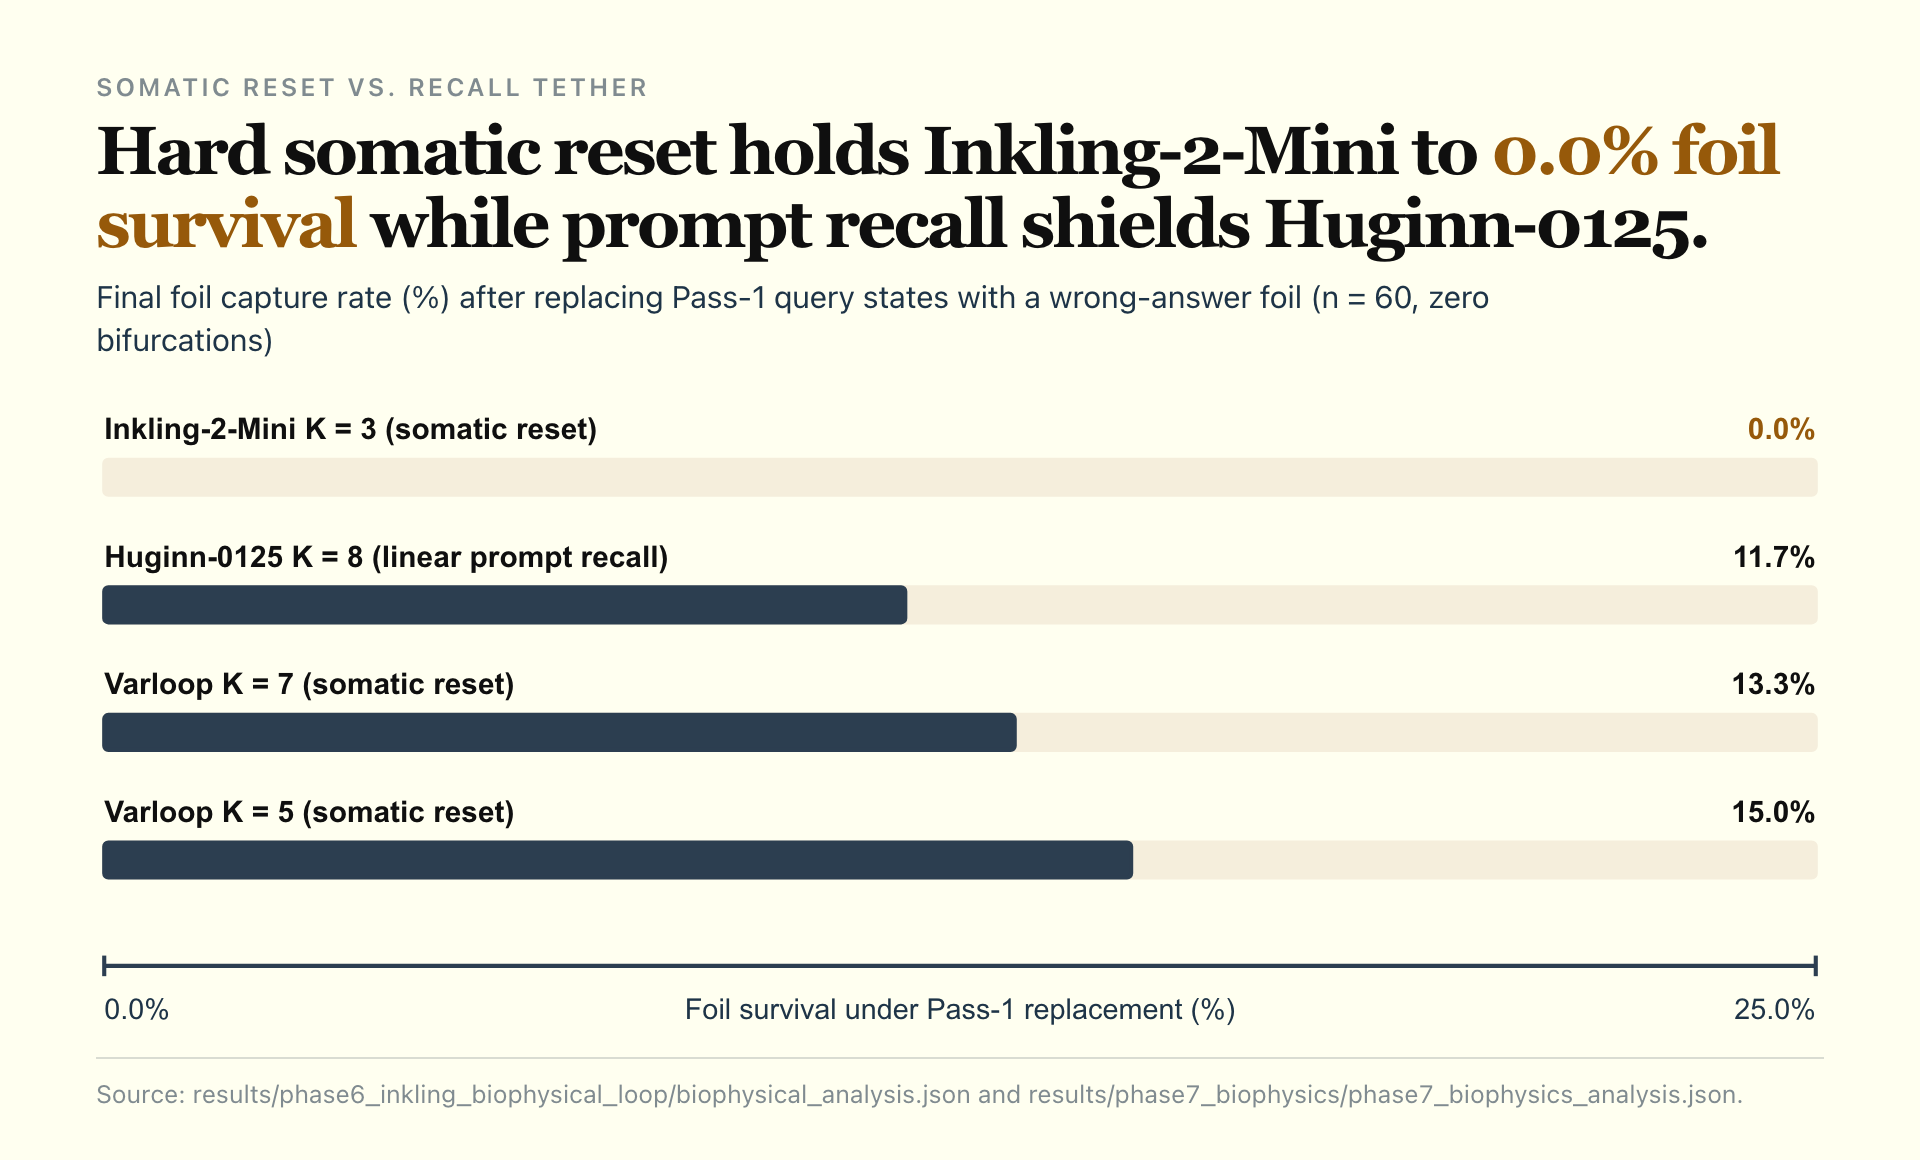 SOMATIC RESET VS. RECALL TETHER
Hard somatic reset holds Inkling-2-Mini to 0.0% foil
survival while prompt recall shields Huginn-0125.
Final foil capture rate (%) after replacing Pass-1 query states with a wrong-answer foil (n = 60, zero
bifurcations)
Inkling-2-Mini K = 3 (somatic reset) 0.0%
Huginn-0125 K = 8 (linear prompt recall) 11.7%
Varloop K = 7 (somatic reset) 13.3%
Varloop K = 5 (somatic reset) 15.0%
0.0% Foil survival under Pass-1 replacement (%) 25.0%
Source: results/phase6_inkling_biophysical_loop/biophysical_analysis.json and results/phase7_biophysics/phase7_biophysics_analysis.json.